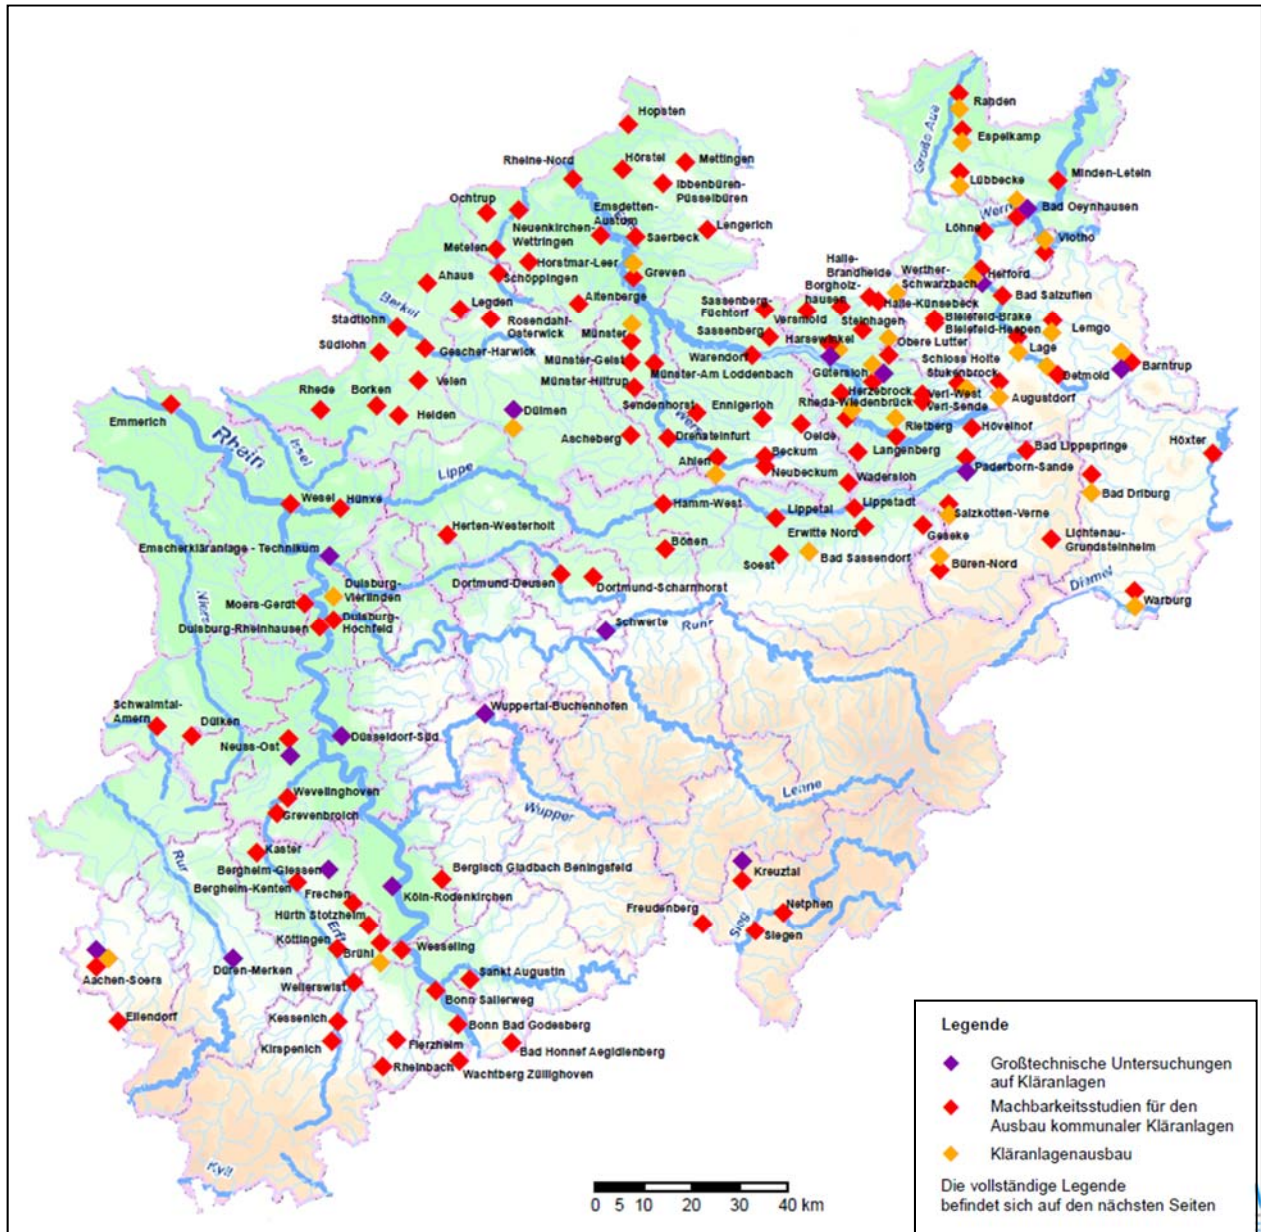 Hopsten
Rheine-Nord
Hörstel
Mettingen
Ibbenbüren-
Püsselbüren
Ochtrup
Neuenkirchen-
Wettringen
Emsdetten-
Austum
Saerbeck
Lengerich
Metelen
Horstmar-Leer
Schöppingen
Greven
Ahaus
Altenberge
Legden
Rosendahl-
Osterwick
Berkel
Stadtlohn
Südlohn
Gescher-Harwick
Velen
Münster
Münster-Geist
Münster-Am Loddenbach
Münster-Hiltrup
Rhede
Borken
Heiden
Dülmen
Emmerich
Rhein
Issel
Große Aue
Rahden
Espelkamp
Lübbecke
Minden-Leteln
Werre
Bad Oeynhausen
Löhne
Vlotho
Herford
Bad Salzuflen
Halle-
Brandheide
Werther-
Schwarzbach
Borgholz-
hausen
Halle-Künsebeck
Sassenberg-
Füchtorf
Versmold
Steinhagen
Bielefeld-Brake
Bielefeld-Heepen
Lemgo
Lage
Sassenberg
Harsewinkel
Obere Lutter
Warendorf
Gütersloh
Schloss Holte
Stukenbrock
Detmold
Barntrup
Herzebrock
Verl-West
Verl-Sende
Augustdorf
Rheda-Wiedenbrück
Rietberg
Hövelhof
Sendenhorst
Ennigerloh
Werse
Oelde
Langenberg
Bad Lippspringe
Höxter
Ascheberg
Drensteinfurt
Ahlen
Beckum
Neubeckum
Wadersloh
Paderborn-Sande
Bad Driburg
Lippe
Wesel
Hünxe
Hamm-West
Lippetal
Lippstadt
Salzkotten-Verne
Erwitte Nord
Geseke
Herten-Westerholt
Bönen
Soest
Bad Sassendorf
Büren-Nord
Lichtenau-
Grundsteinheim
Emscherkläranlage - Technikum
Dortmund-Deusen
Dortmund-Scharnhorst
Diemel
Warburg
Niers
Duisburg-
Vierlinden
Moers-Gerdt
Duisburg-Rheinhausen
Duisburg-
Hochfeld
Schwerte
Ruhr
Schwalmtal-
Amern
Dülken
Neuss-Ost
Düsseldorf-Süd
Wuppertal-Buchenhofen
Lenne
Wevelinghoven
Grevenbroich
Wupper
Rur
Kaster
Bergheim-Glessen
Bergheim-Kenten
Bergisch Gladbach Beningsfeld
Frechen
Köln-Rodenkirchen
Kreuztal
Hürth Stotzheim
Erft
Köttingen
Brühl
Wesseling
Freudenberg
Netphen
Sieg
Siegen
Aachen-Soers
Düren-Merken
Weilerswist
Sankt Augustin
Bonn Salierweg
Eilendorf
Kessenich
Kirspenich
Flerzheim
Bonn Bad Godesberg
Bad Honnef Aegidienberg
Rheinbach
Wachtberg Züllighoven
Kyll
0 5 10 20 30 40 km
Legende
Großtechnische Untersuchungen
auf Kläranlagen
Machbarkeitsstudien für den
Ausbau kommunaler Kläranlagen
Kläranlagenausbau
Die vollständige Legende
befindet sich auf den nächsten Seiten